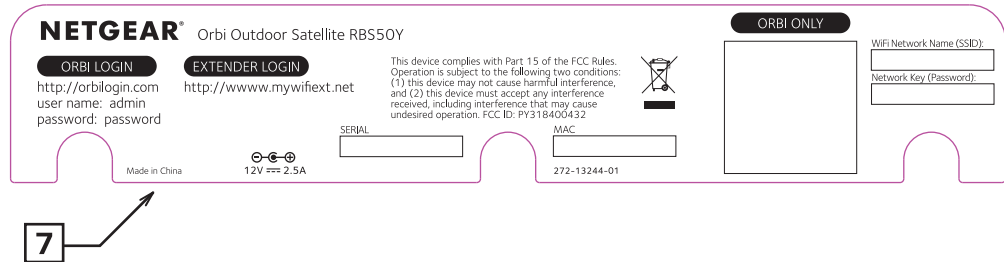 NETGEAR® Orbi Outdoor Satellite RBS50Y
ORBI LOGIN
http://orbilogin.com
user name: admin
password: password
EXTENDER LOGIN
http://wwww.mywifiext.net
This device complies with Part 15 of the FCC Rules.
Operation is subject to the following two conditions:
(1) this device may not cause harmful interference,
and (2) this device must accept any interference
received, including interference that may cause
undesired operation. FCC ID: PY318400432
ORBI ONLY
WiFi Network Name (SSID):
Network Key (Password):
SERIAL
MAC
Made in China
12V ⎓ 2.5A
272-13244-01
7